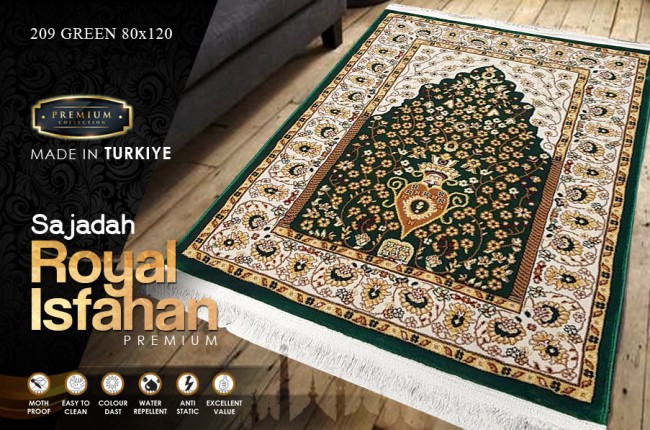 209 GREEN 80x120
PREMIUM
COLLECTION
MADE IN TURKIYE
Sajadah
Royal
Isfahan
PREMIUM
MOTH PROOF
EASY TO CLEAN
COLOUR DAST
WATER REPELLENT
ANTI STATIC
EXCELLENT VALUE